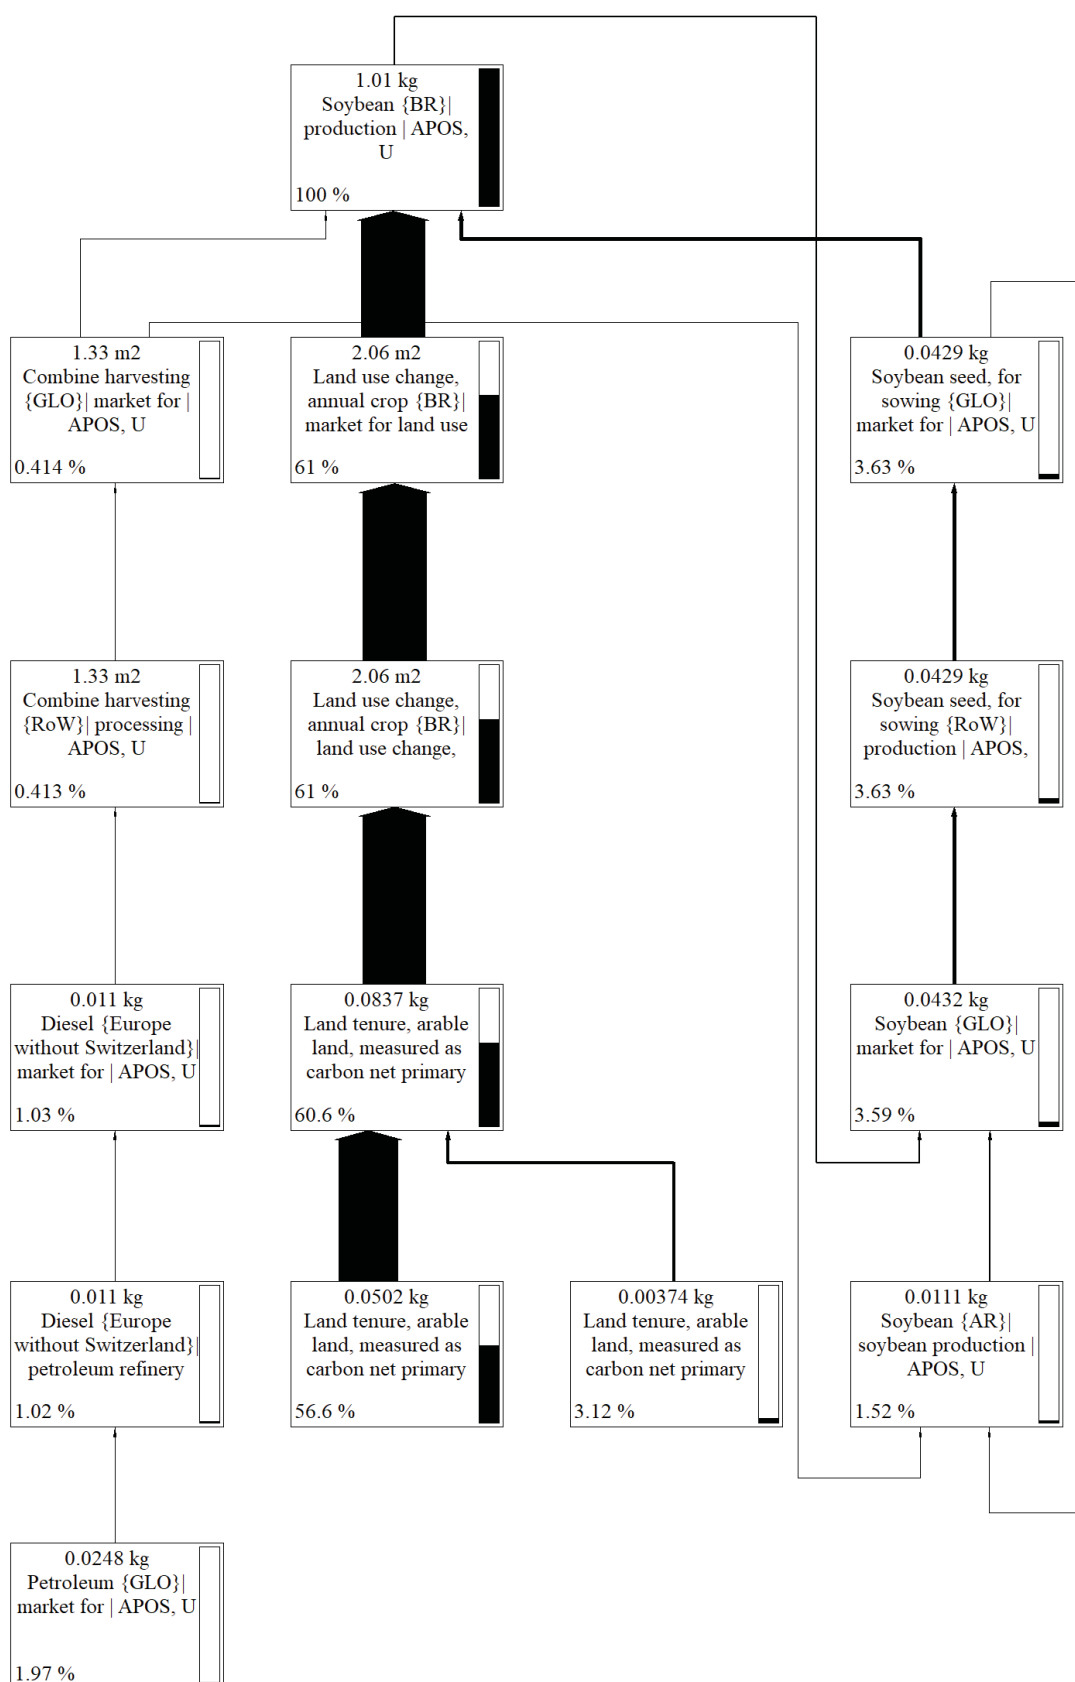 1.01 kg
Soybean {BR}|
production | APOS,
U
100 %
1.33 m2
Combine harvesting
{GLO}| market for |
APOS, U
0.414 %
2.06 m2
Land use change,
annual crop {BR}|
market for land use
61 %
0.0429 kg
Soybean seed, for
sowing {GLO}|
market for | APOS, U
3.63 %
1.33 m2
Combine harvesting
{RoW}| processing |
APOS, U
0.413 %
2.06 m2
Land use change,
annual crop {BR}|
land use change,
61 %
0.0429 kg
Soybean seed, for
sowing {RoW}|
production | APOS,
3.63 %
0.011 kg
Diesel {Europe
without Switzerland}|
market for | APOS, U
1.03 %
0.0837 kg
Land tenure, arable
land, measured as
carbon net primary
60.6 %
0.0432 kg
Soybean {GLO}|
market for | APOS, U
3.59 %
0.011 kg
Diesel {Europe
without Switzerland}|
petroleum refinery
1.02 %
0.0502 kg
Land tenure, arable
land, measured as
carbon net primary
56.6 %
0.00374 kg
Land tenure, arable
land, measured as
carbon net primary
3.12 %
0.0111 kg
Soybean {AR}|
soybean production |
APOS, U
1.52 %
0.0248 kg
Petroleum {GLO}|
market for | APOS, U
1.97 %